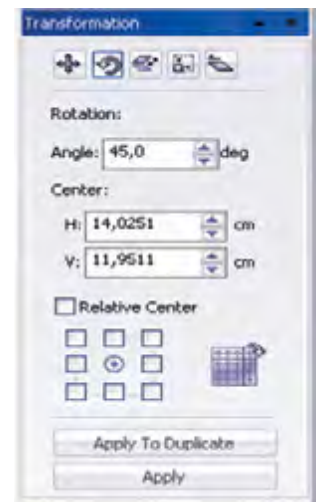 Transformation
Rotation:
Angle: 45,0 deg
Center:
H: 14,0251 cm
V: 11,9511 cm
Relative Center
Apply To Duplicate
Apply